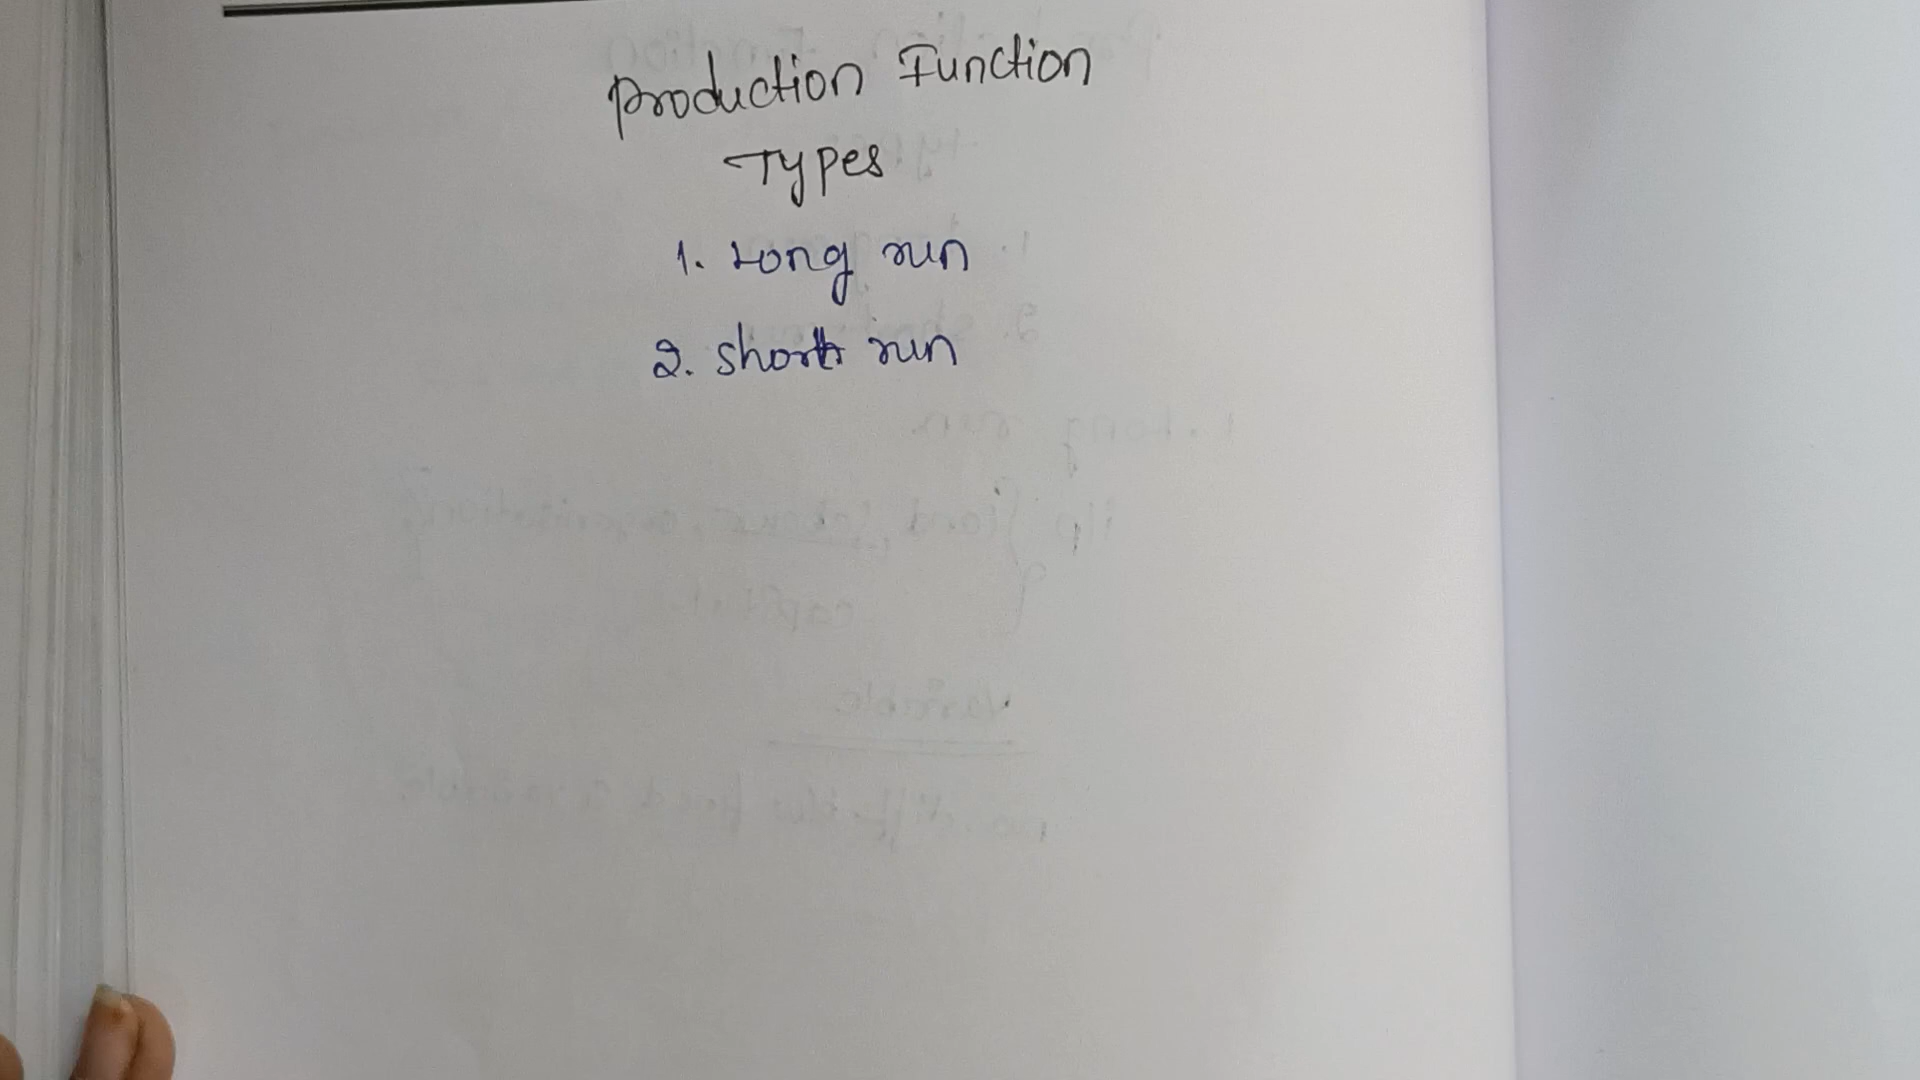 Production Function
Types
1. Long run
2. short run